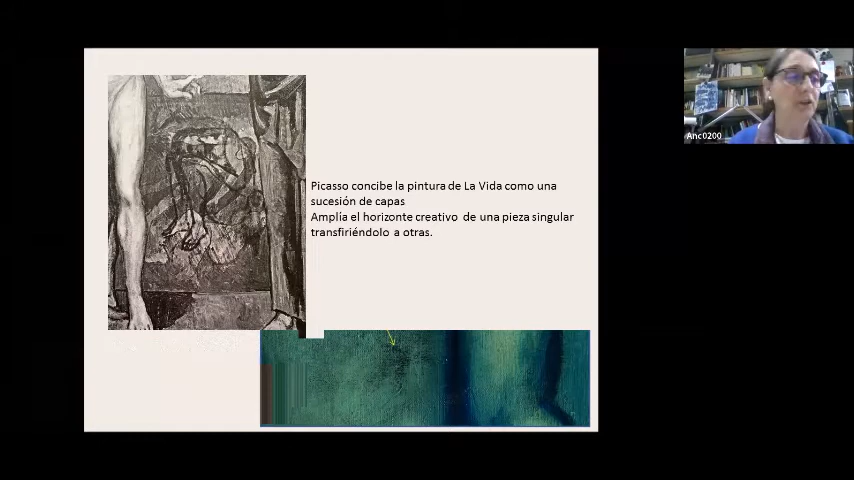 Picasso concibe la pintura de La Vida como una
sucesión de capas
Amplía el horizonte creativo de una pieza singular
transfiriéndolo a otras.
Anc0200